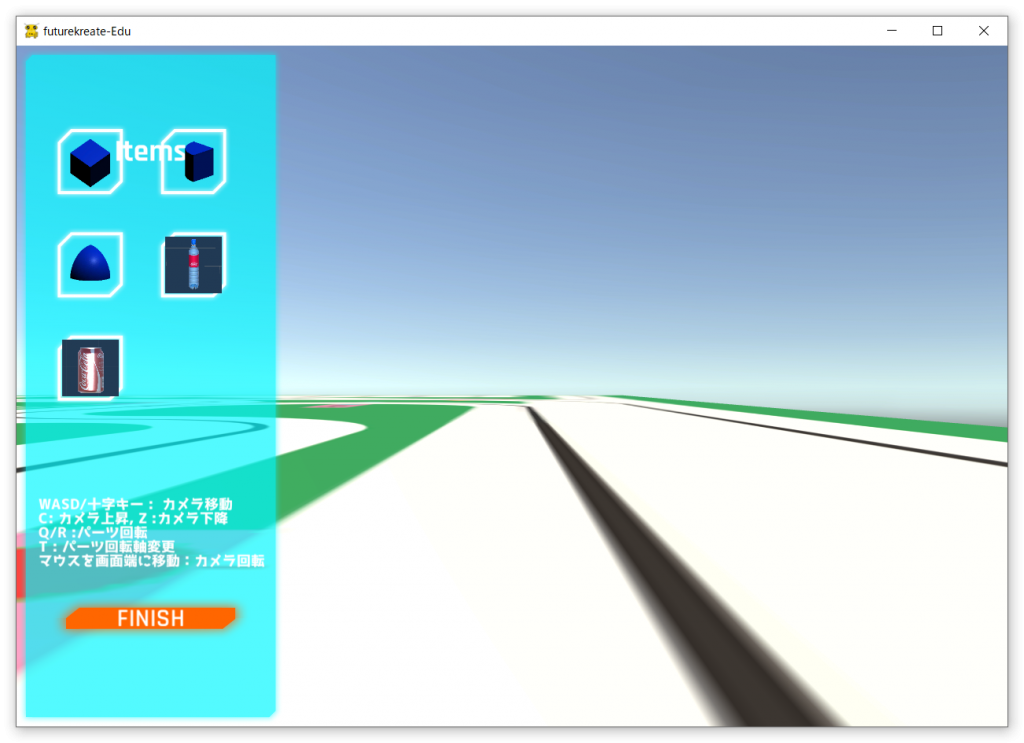 futurekreate-Edu
Items
WASD/十字キー： カメラ移動
C: カメラ上昇, Z :カメラ下降
Q/R :パーツ回転
T : パーツ回転軸変更
マウスを画面端に移動：カメラ回転
FINISH